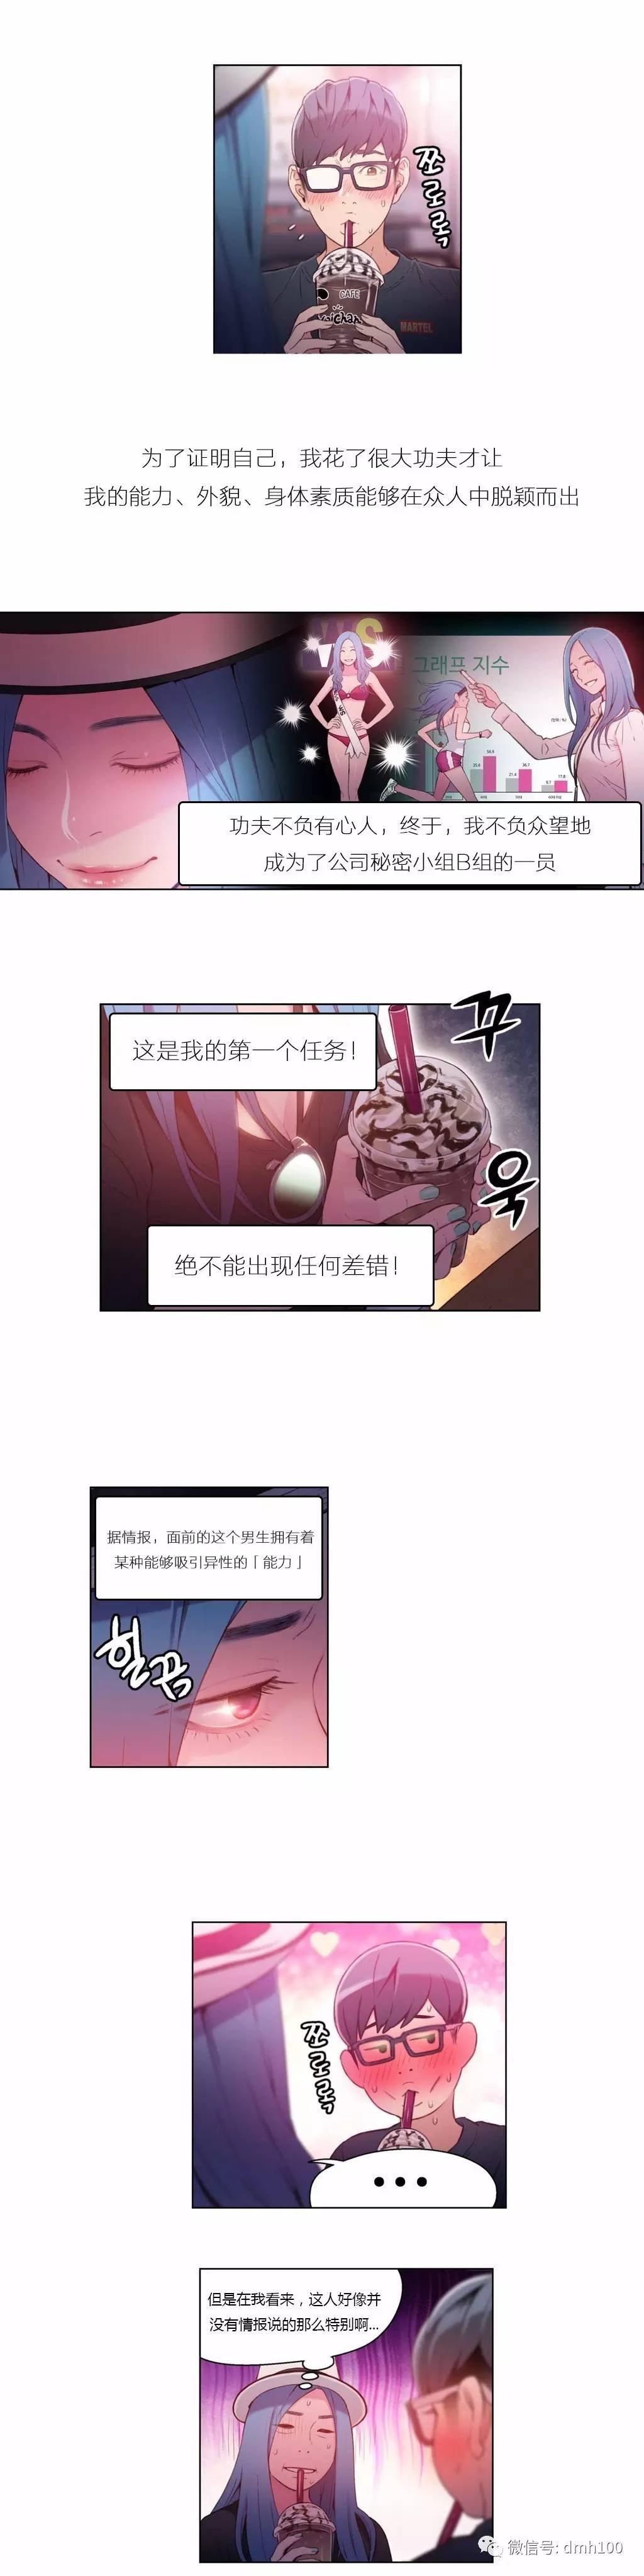 쪼로록
CAFE
MARTEL
为了证明自己，我花了很大功夫才让
我的能力、外貌、身体素质能够在众人中脱颖而出
그래프 지수
功夫不负有心人，终于，我不负众望地
成为了公司秘密小组B组的一员
这是我的第一个任务！
꾸
욱
绝不能出现任何差错！
据情报，面前的这个男生拥有着
某种能够吸引异性的「能力」
힐끔
쪼로록
•••
但是在我看来，这人好像并
没有情报说的那么特别啊...
微信号: dmh100